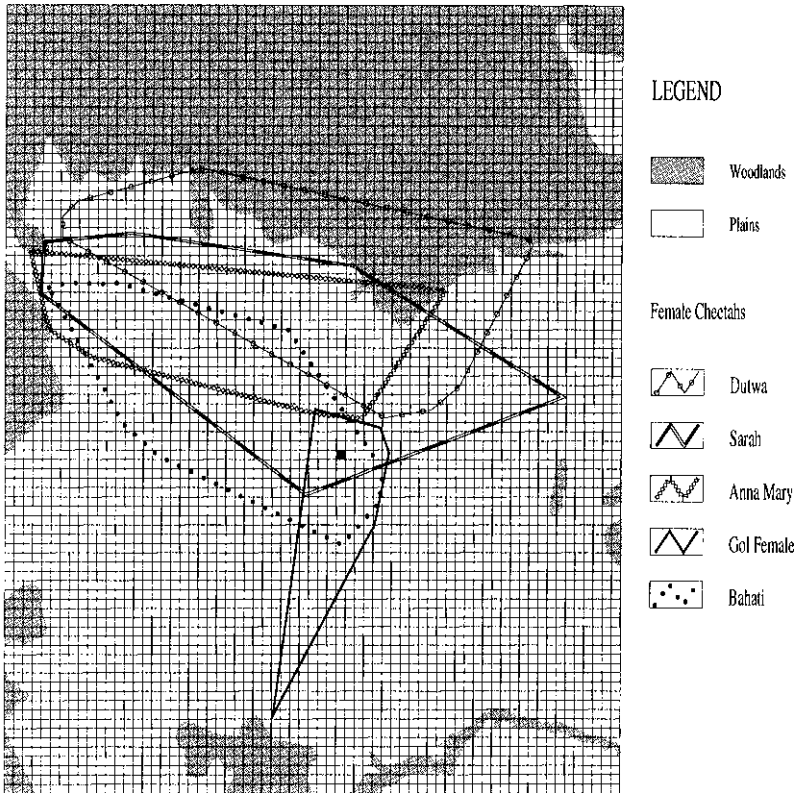 LEGEND
Woodlands
Plains
Female Cheetahs
Dutwa
Sarah
Anna Mary
Gol Female
Bahati